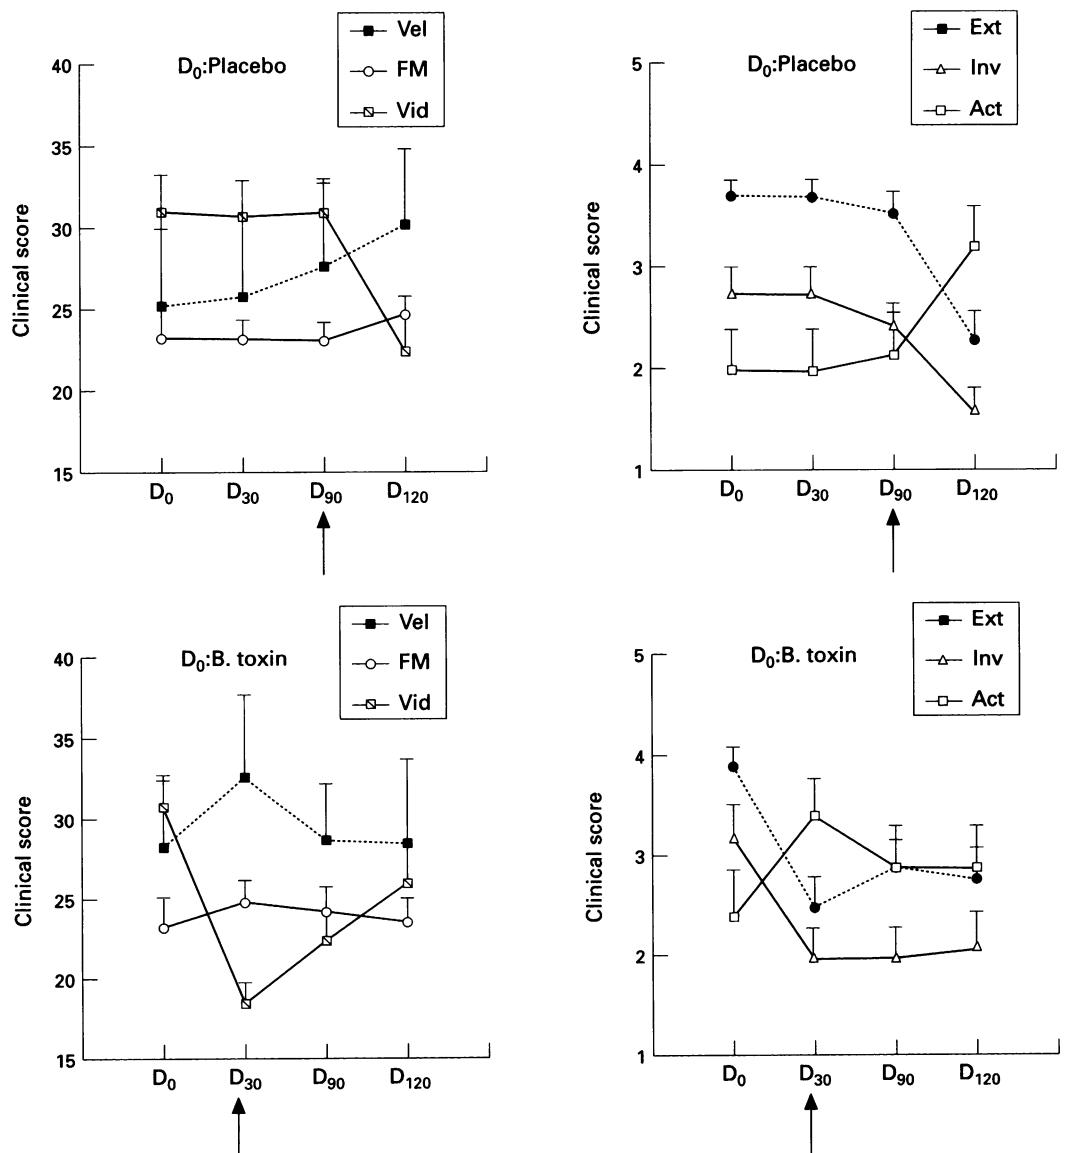 D0:Placebo
Vel
FM
Vid
Clinical score
40
35
30
25
20
15
D0 D30 D90 D120
D0:Placebo
Ext
Inv
Act
Clinical score
5
4
3
2
1
D0 D30 D90 D120
D0:B. toxin
Vel
FM
Vid
Clinical score
40
35
30
25
20
15
D0 D30 D90 D120
D0:B. toxin
Ext
Inv
Act
Clinical score
5
4
3
2
1
D0 D30 D90 D120